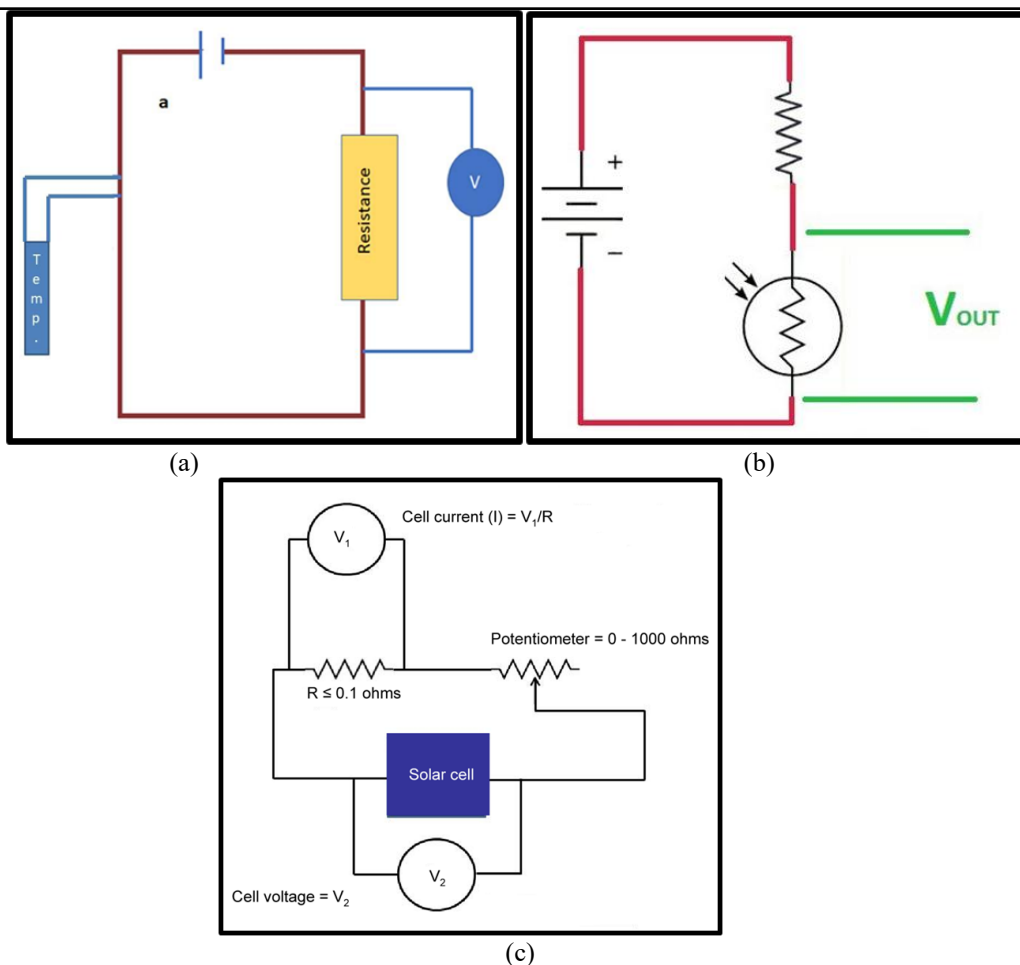 a
Temp.
Resistance
V
+
−
VOUT
(a)
(b)
Cell current (I) = V1/R
V1
Potentiometer = 0 - 1000 ohms
R ≤ 0.1 ohms
Solar cell
V2
Cell voltage = V2
(c)